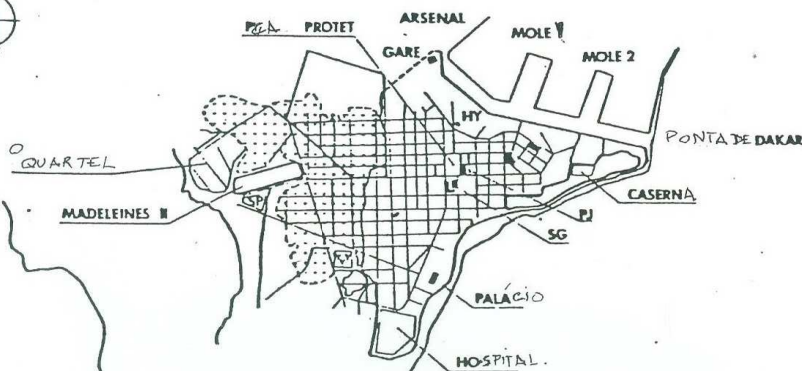 ARSENAL
PÇA PROTET
MOLE 1
GARE
MOLE 2
HY
PONTA DE DAKAR
O QUARTEL
CASERNA
SP
MADELEINES II
PJ
SG
PALÁCIO
HOSPITAL.